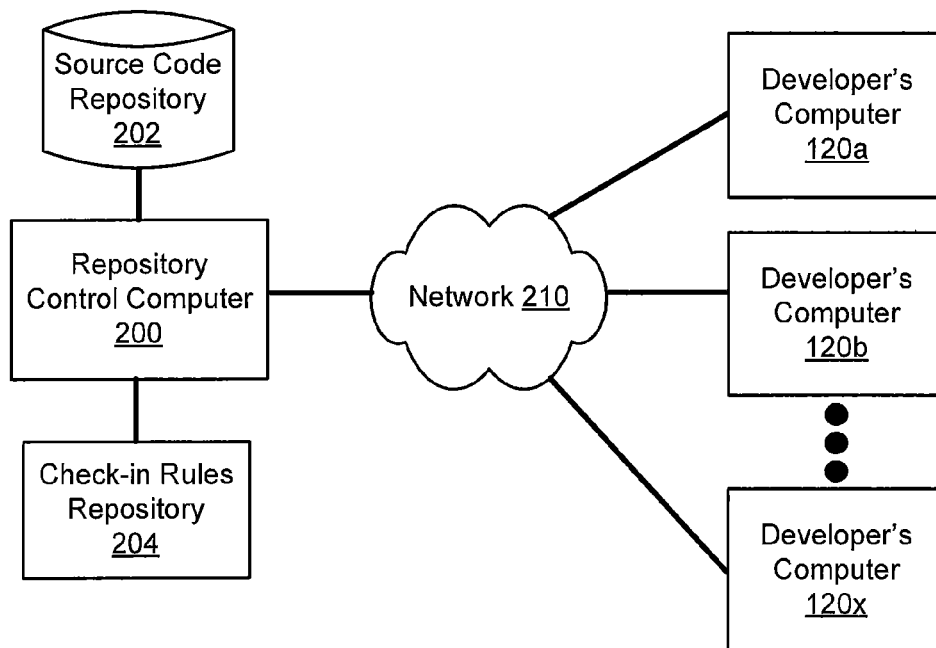 Source Code
Repository
202
Repository
Control Computer
200
Check-in Rules
Repository
204
Network 210
Developer's
Computer
120a
Developer's
Computer
120b
Developer's
Computer
120x